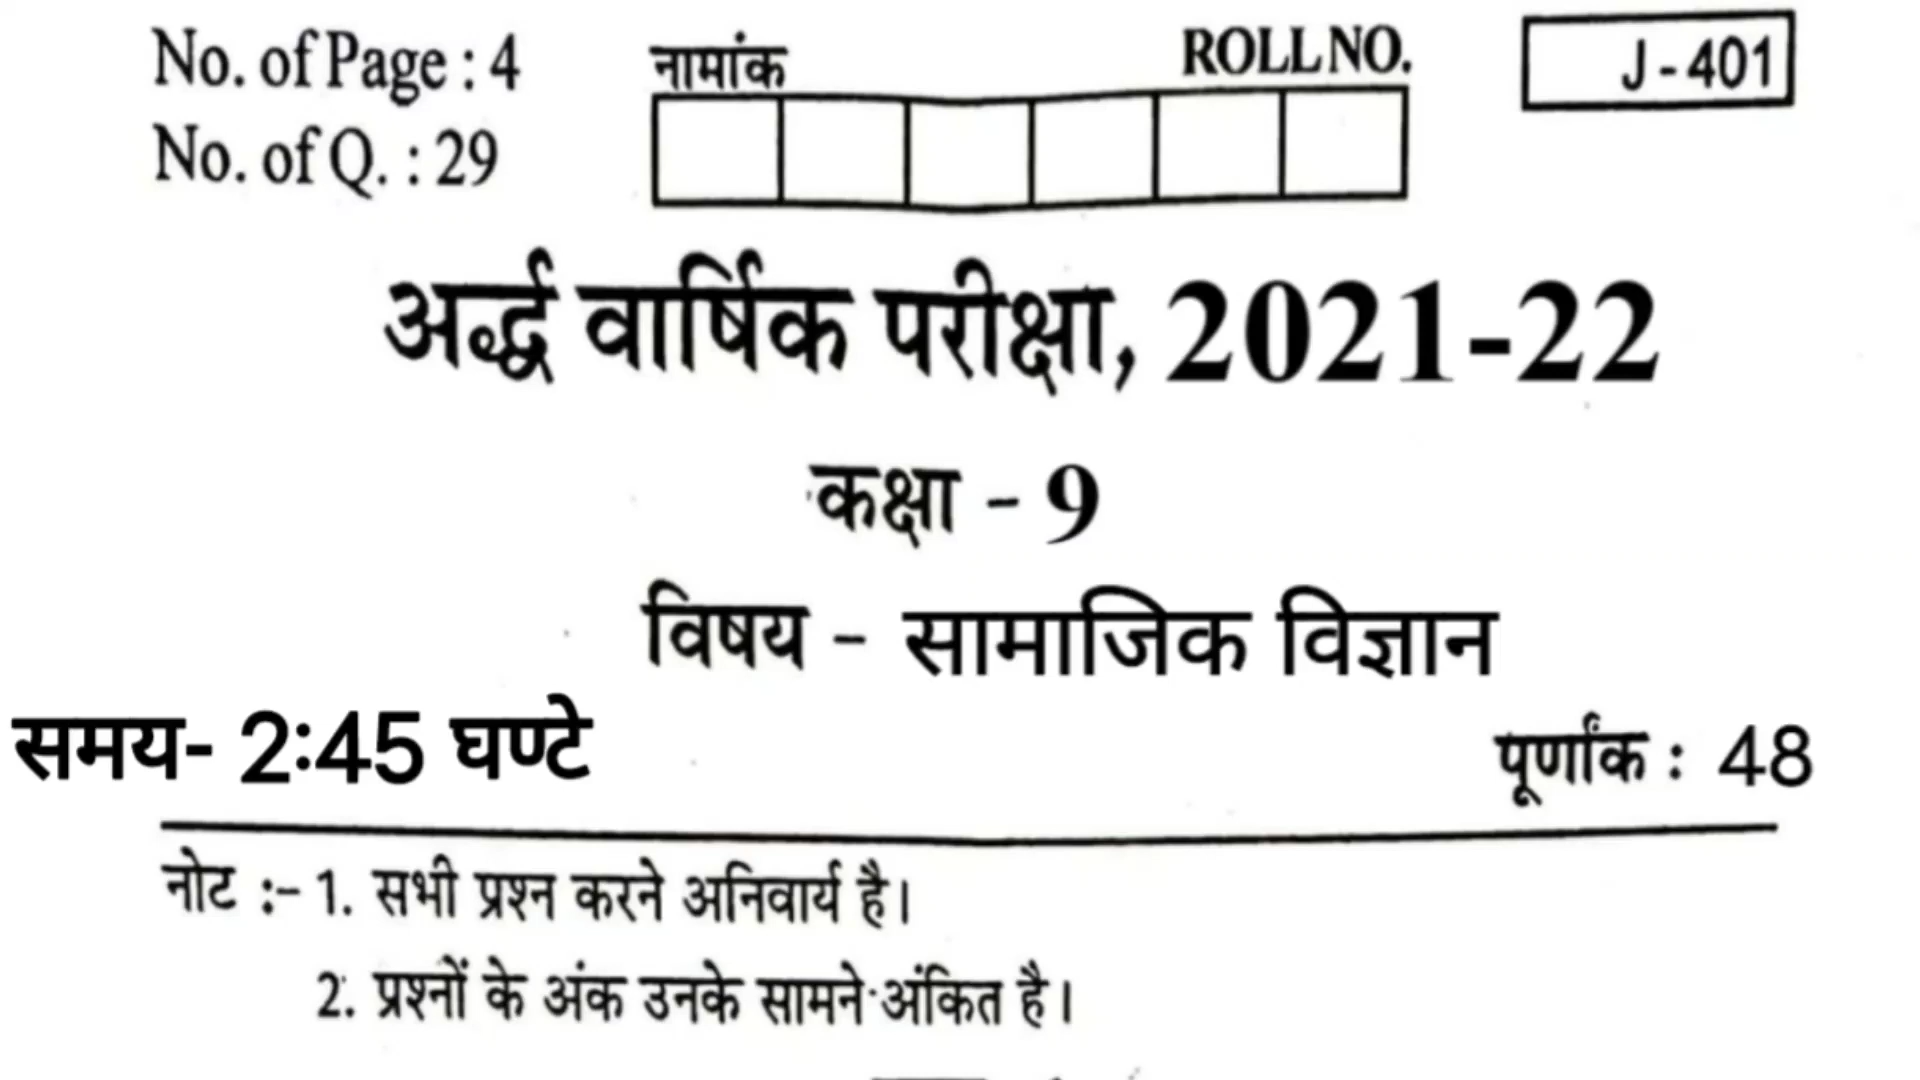 No. of Page : 4
नामांक
ROLL NO.
J - 401
No. of Q. : 29
अर्द्ध वार्षिक परीक्षा, 2021-22
कक्षा - 9
विषय - सामाजिक विज्ञान
समय- 2:45 घण्टे
पूर्णांक : 48
नोट :- 1. सभी प्रश्न करने अनिवार्य है।
2. प्रश्नों के अंक उनके सामने अंकित है।